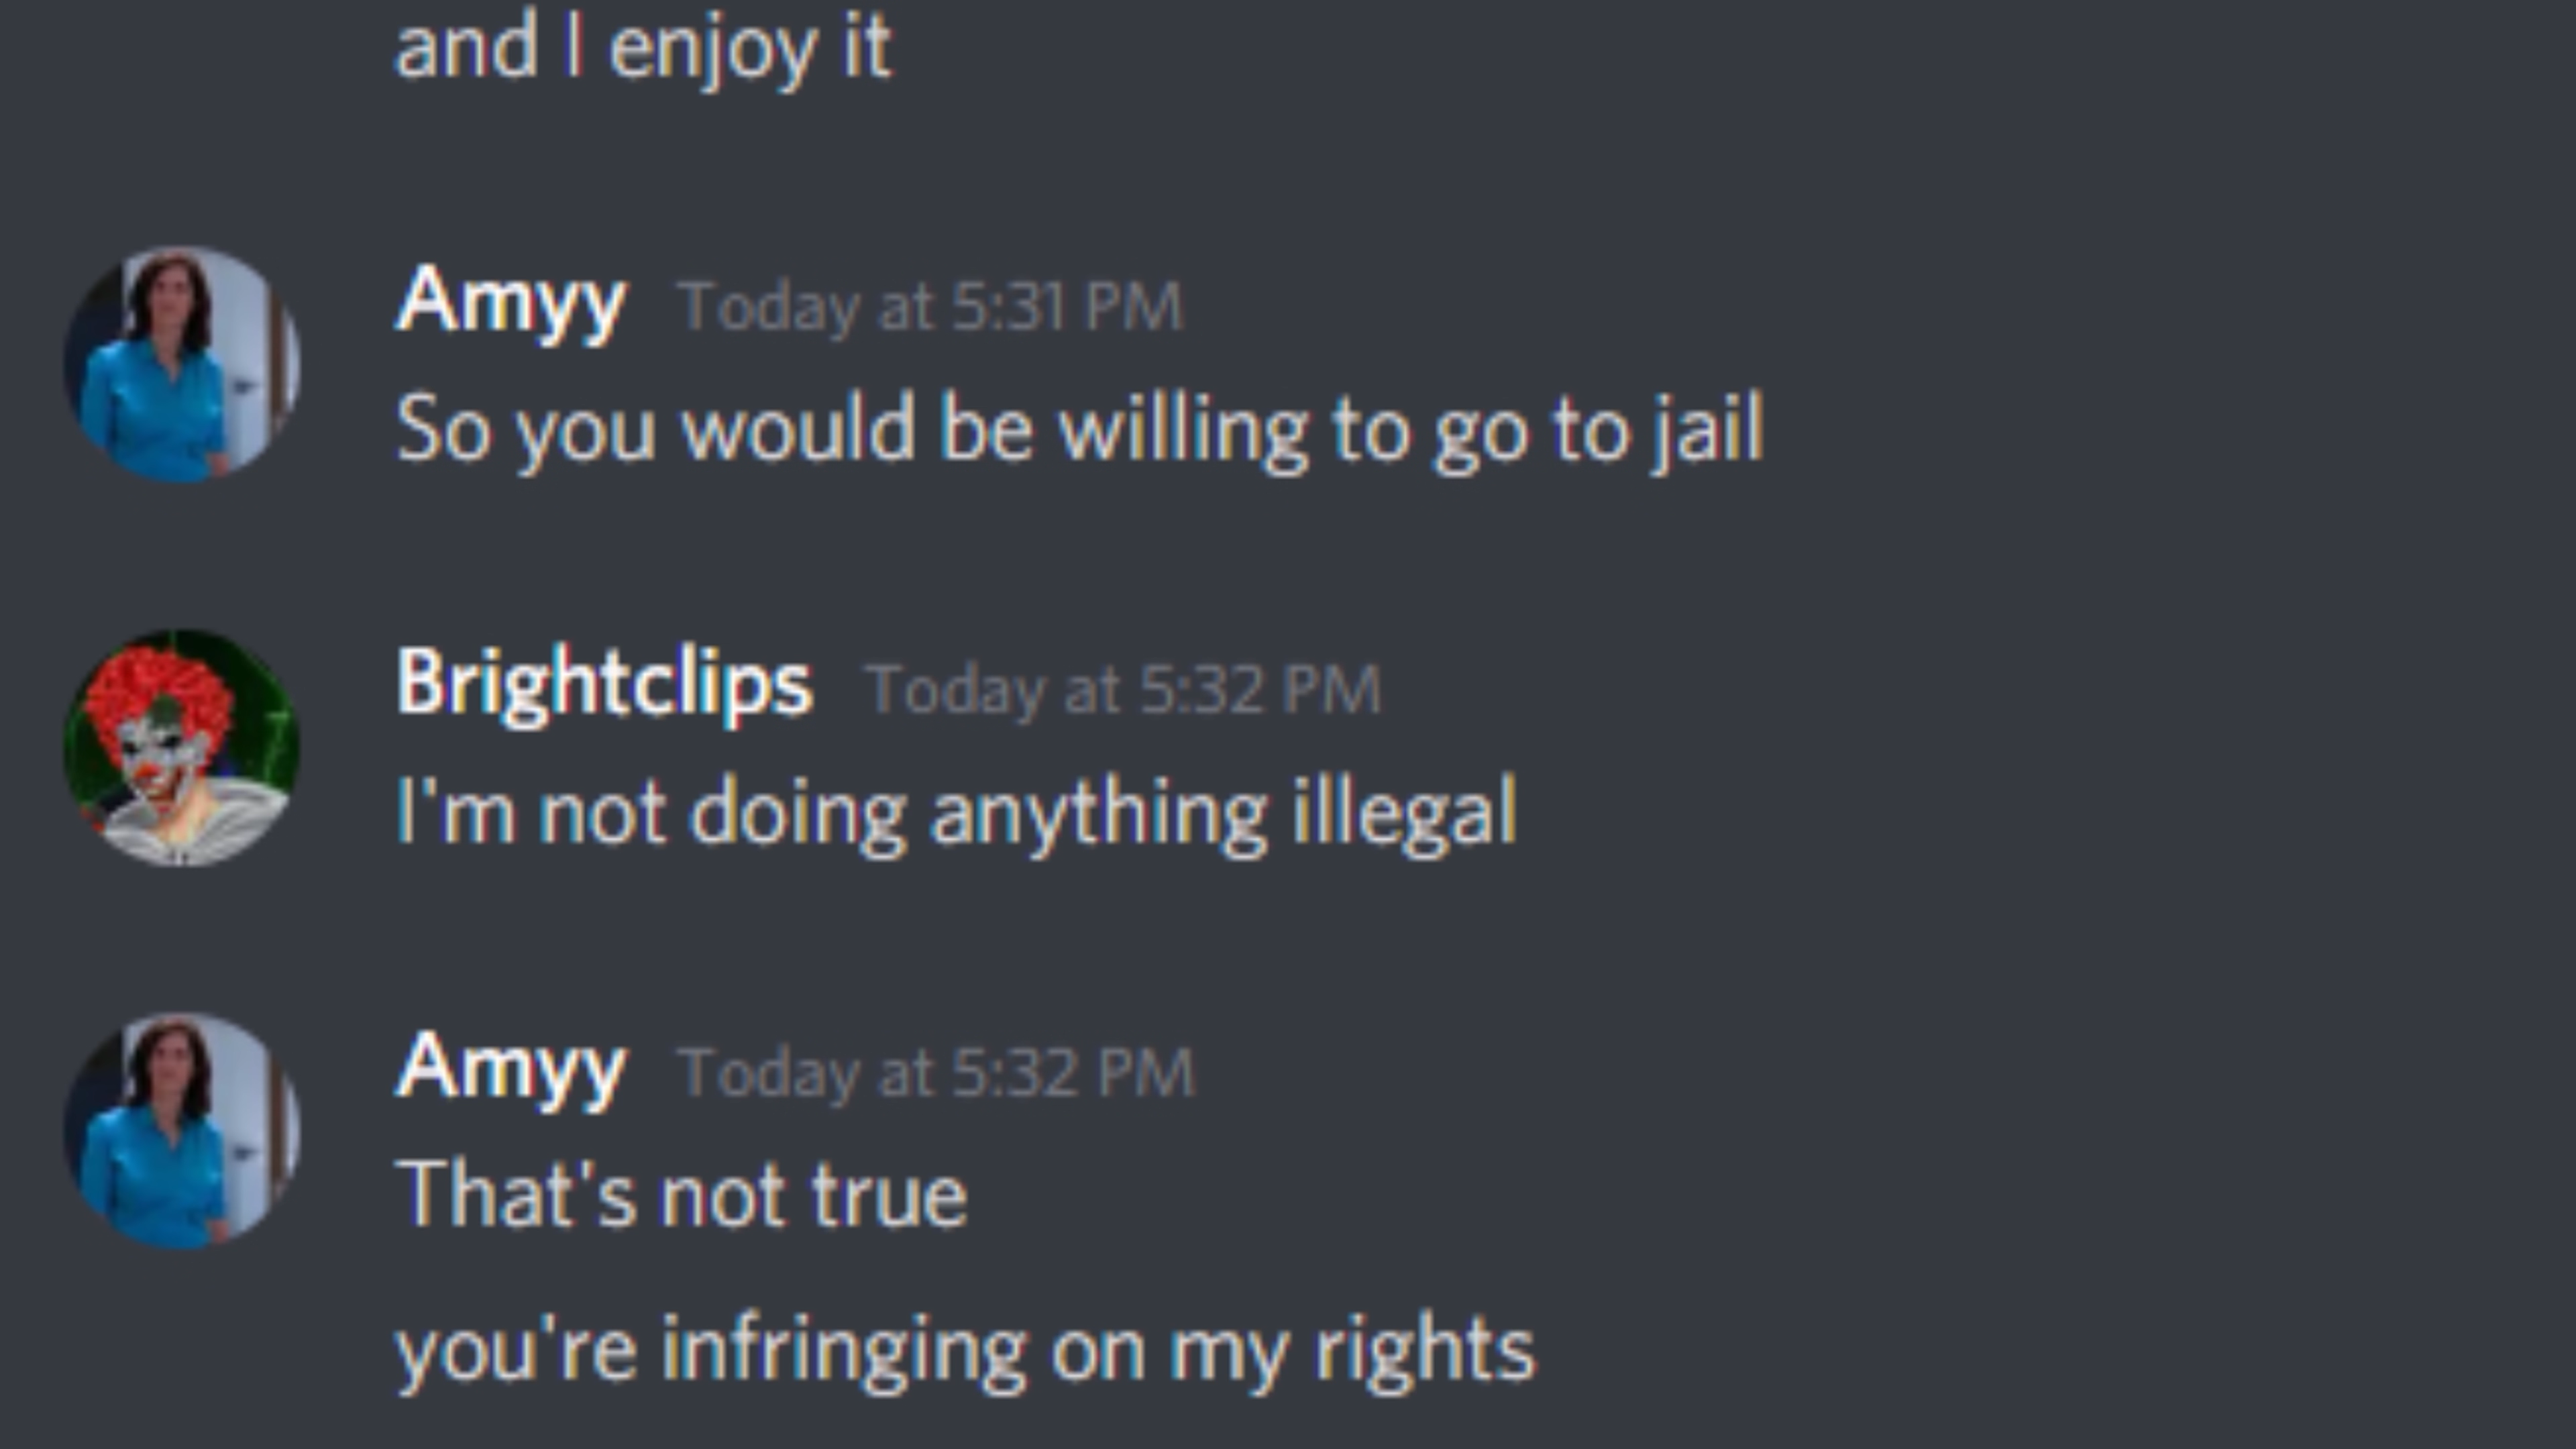 and I enjoy it
Amyy Today at 5:31 PM
So you would be willing to go to jail
Brightclips Today at 5:32 PM
I'm not doing anything illegal
Amyy Today at 5:32 PM
That's not true
you're infringing on my rights